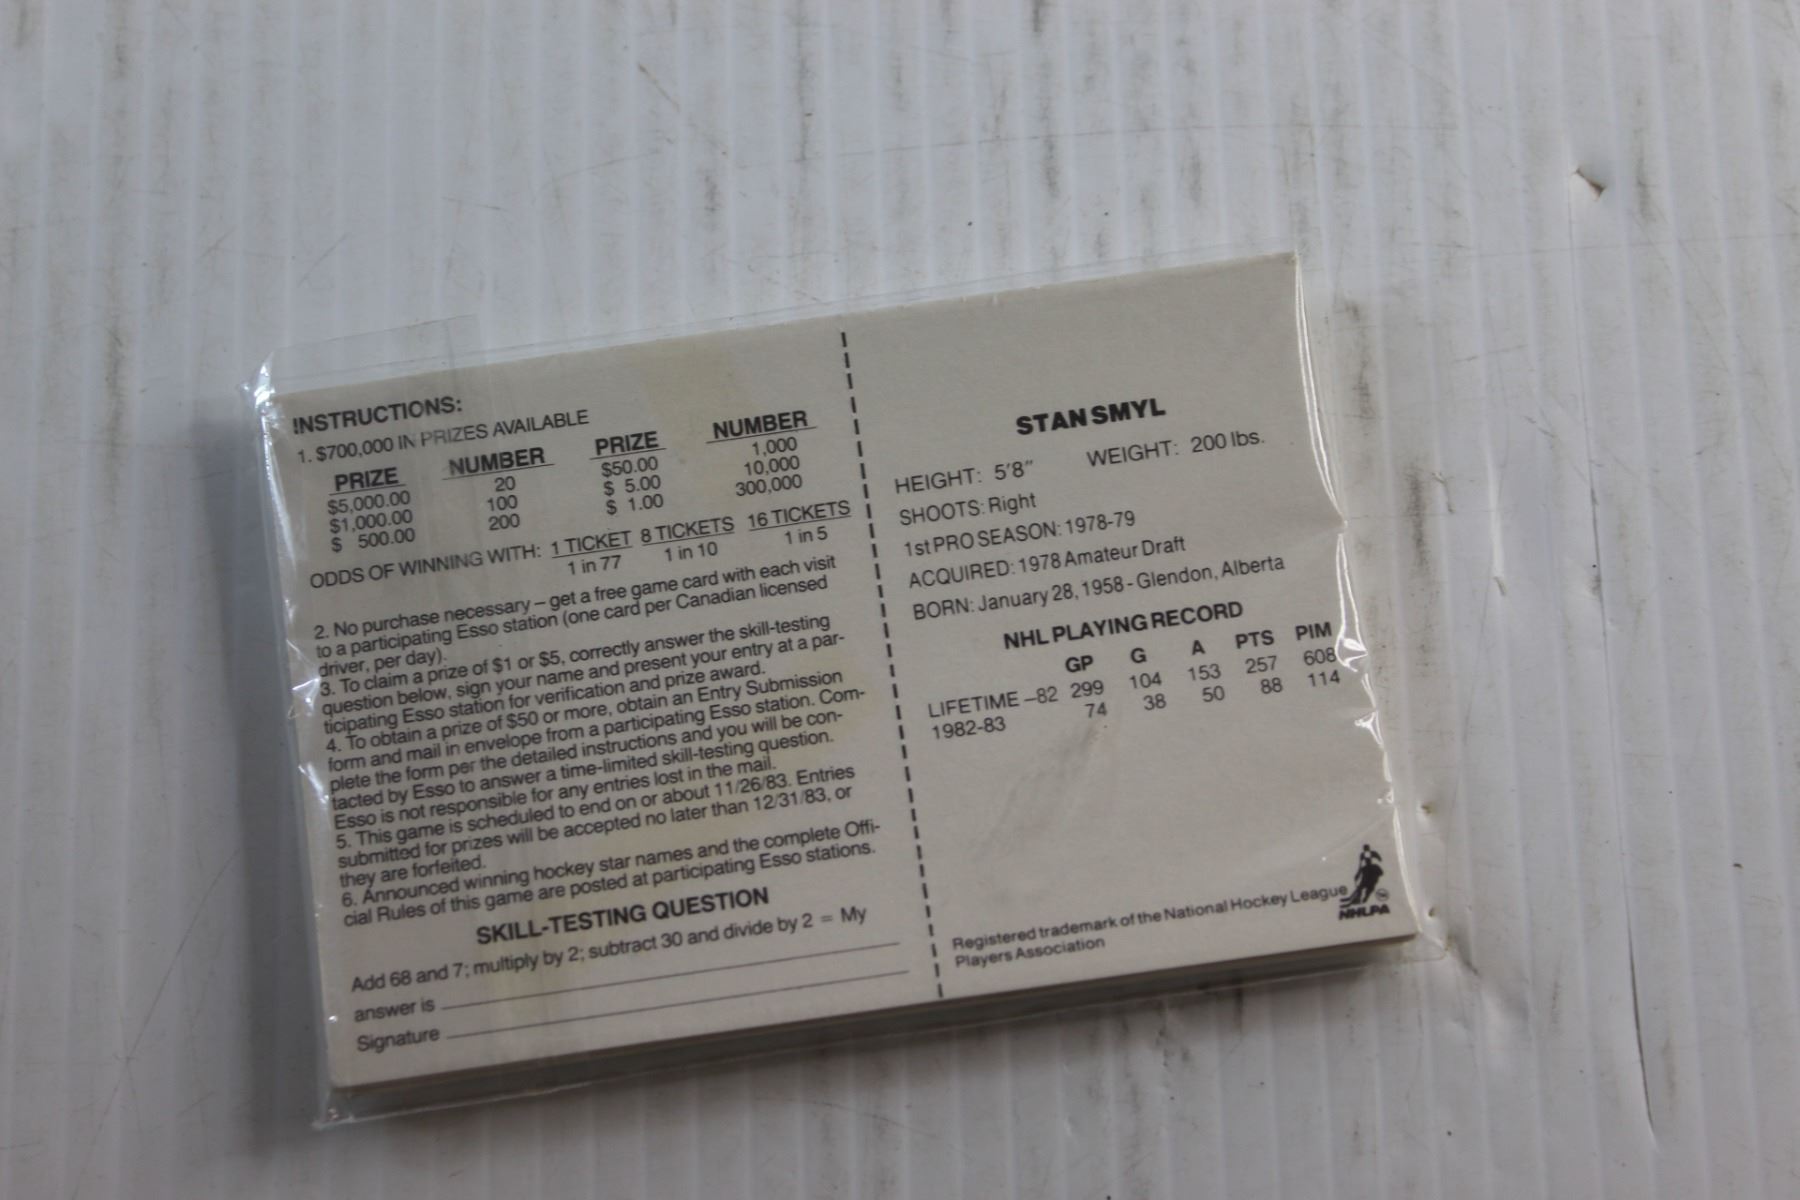 INSTRUCTIONS:
1. $700,000 IN PRIZES AVAILABLE
PRIZE NUMBER PRIZE NUMBER
$5,000.00 20 $50.00 1,000
$1,000.00 100 $ 5.00 10,000
$ 500.00 200 $ 1.00 300,000
ODDS OF WINNING WITH: 1 TICKET 8 TICKETS 16 TICKETS
1 in 77 1 in 10 1 in 5
2. No purchase necessary – get a free game card with each visit
to a participating Esso station (one card per Canadian licensed
driver, per day).
3. To claim a prize of $1 or $5, correctly answer the skill-testing
question below, sign your name and present your entry at a par-
ticipating Esso station for verification and prize award.
4. To obtain a prize of $50 or more, obtain an Entry Submission
form and mail in envelope from a participating Esso station. Com-
plete the form per the detailed instructions and you will be con-
tacted by Esso to answer a time-limited skill-testing question.
Esso is not responsible for any entries lost in the mail.
5. This game is scheduled to end on or about 11/26/83. Entries
submitted for prizes will be accepted no later than 12/31/83, or
they are forfeited.
6. Announced winning hockey star names and the complete Offi-
cial Rules of this game are posted at participating Esso stations.
SKILL-TESTING QUESTION
Add 68 and 7; multiply by 2; subtract 30 and divide by 2 = My
answer is
Signature
STAN SMYL
HEIGHT: 5'8" WEIGHT: 200 lbs.
SHOOTS: Right
1st PRO SEASON: 1978-79
ACQUIRED: 1978 Amateur Draft
BORN: January 28, 1958 - Glendon, Alberta
NHL PLAYING RECORD
GP G A PTS PIM
LIFETIME –82 299 104 153 257 608
1982-83 74 38 50 88 114
Registered trademark of the National Hockey League
Players Association
NHLPA